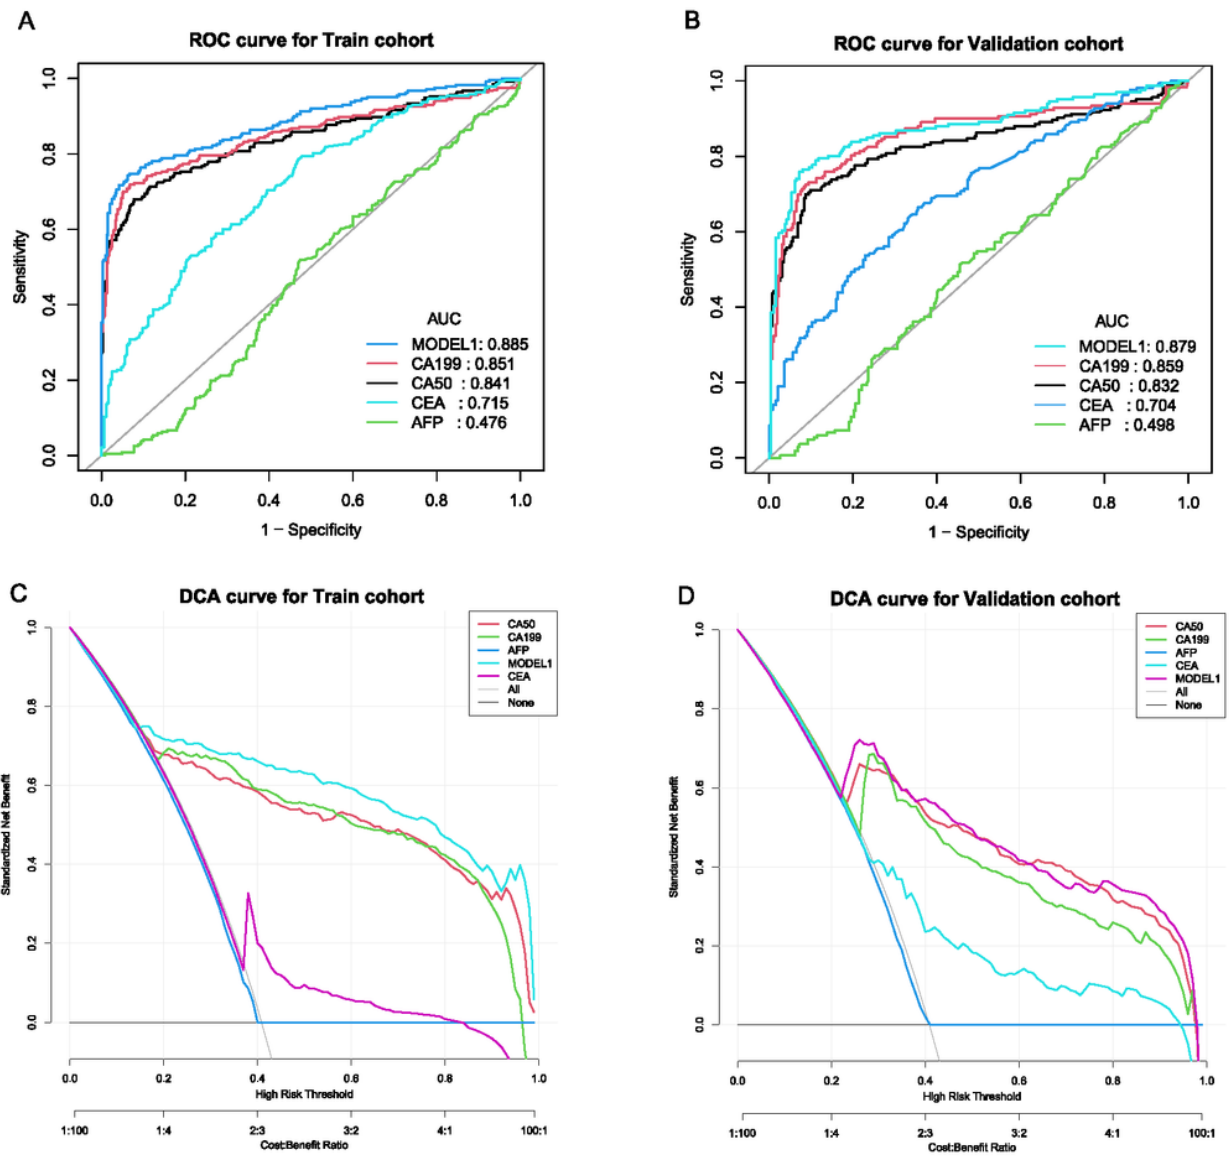 A
ROC curve for Train cohort
Sensitivity
1.0
0.8
0.6
0.4
0.2
0.0
AUC
MODEL1: 0.885
CA199 : 0.851
CA50 : 0.841
CEA : 0.715
AFP : 0.476
0.0 0.2 0.4 0.6 0.8 1.0
1 − Specificity
B
ROC curve for Validation cohort
Sensitivity
1.0
0.8
0.6
0.4
0.2
0.0
AUC
MODEL1: 0.879
CA199 : 0.859
CA50 : 0.832
CEA : 0.704
AFP : 0.498
0.0 0.2 0.4 0.6 0.8 1.0
1 − Specificity
C
DCA curve for Train cohort
Standardized Net Benefit
1.0
0.8
0.6
0.4
0.2
0.0
CA50
CA199
AFP
MODEL1
CEA
All
None
0.0 0.2 0.4 0.6 0.8 1.0
High Risk Threshold
1:100 1:4 2:3 3:2 4:1 100:1
Cost:Benefit Ratio
D
DCA curve for Validation cohort
Standardized Net Benefit
1.0
0.8
0.6
0.4
0.2
0.0
CA50
CA199
AFP
CEA
MODEL1
All
None
0.0 0.2 0.4 0.6 0.8 1.0
High Risk Threshold
1:100 1:4 2:3 3:2 4:1 100:1
Cost:Benefit Ratio